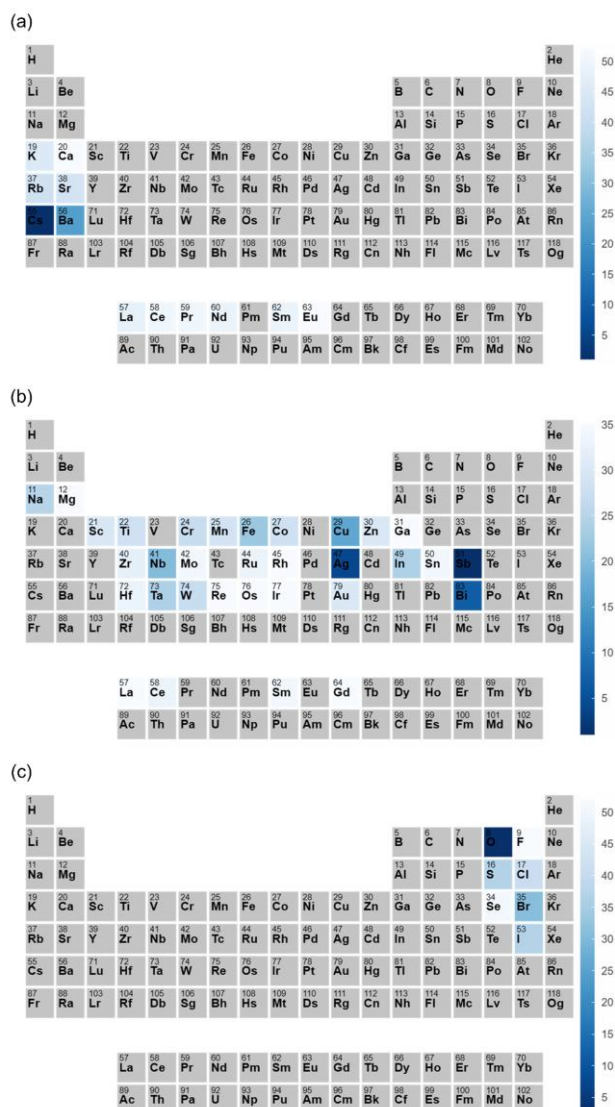 (a)
1 2
H He
3 4 5 6 7 8 9 10
Li Be B C N O F Ne
11 12 13 14 15 16 17 18
Na Mg Al Si P S Cl Ar
19 20 21 22 23 24 25 26 27 28 29 30 31 32 33 34 35 36
K Ca Sc Ti V Cr Mn Fe Co Ni Cu Zn Ga Ge As Se Br Kr
37 38 39 40 41 42 43 44 45 46 47 48 49 50 51 52 53 54
Rb Sr Y Zr Nb Mo Tc Ru Rh Pd Ag Cd In Sn Sb Te I Xe
55 56 71 72 73 74 75 76 77 78 79 80 81 82 83 84 85 86
Cs Ba Lu Hf Ta W Re Os Ir Pt Au Hg Tl Pb Bi Po At Rn
87 88 103 104 105 106 107 108 109 110 111 112 113 114 115 116 117 118
Fr Ra Lr Rf Db Sg Bh Hs Mt Ds Rg Cn Nh Fl Mc Lv Ts Og
57 58 59 60 61 62 63 64 65 66 67 68 69 70
La Ce Pr Nd Pm Sm Eu Gd Tb Dy Ho Er Tm Yb
89 90 91 92 93 94 95 96 97 98 99 100 101 102
Ac Th Pa U Np Pu Am Cm Bk Cf Es Fm Md No
50
45
40
35
30
25
20
15
10
5
(b)
1 2
H He
3 4 5 6 7 8 9 10
Li Be B C N O F Ne
11 12 13 14 15 16 17 18
Na Mg Al Si P S Cl Ar
19 20 21 22 23 24 25 26 27 28 29 30 31 32 33 34 35 36
K Ca Sc Ti V Cr Mn Fe Co Ni Cu Zn Ga Ge As Se Br Kr
37 38 39 40 41 42 43 44 45 46 47 48 49 50 51 52 53 54
Rb Sr Y Zr Nb Mo Tc Ru Rh Pd Ag Cd In Sn Sb Te I Xe
55 56 71 72 73 74 75 76 77 78 79 80 81 82 83 84 85 86
Cs Ba Lu Hf Ta W Re Os Ir Pt Au Hg Tl Pb Bi Po At Rn
87 88 103 104 105 106 107 108 109 110 111 112 113 114 115 116 117 118
Fr Ra Lr Rf Db Sg Bh Hs Mt Ds Rg Cn Nh Fl Mc Lv Ts Og
57 58 59 60 61 62 63 64 65 66 67 68 69 70
La Ce Pr Nd Pm Sm Eu Gd Tb Dy Ho Er Tm Yb
89 90 91 92 93 94 95 96 97 98 99 100 101 102
Ac Th Pa U Np Pu Am Cm Bk Cf Es Fm Md No
35
30
25
20
15
10
5
(c)
1 2
H He
3 4 5 6 7 8 9 10
Li Be B C N O F Ne
11 12 13 14 15 16 17 18
Na Mg Al Si P S Cl Ar
19 20 21 22 23 24 25 26 27 28 29 30 31 32 33 34 35 36
K Ca Sc Ti V Cr Mn Fe Co Ni Cu Zn Ga Ge As Se Br Kr
37 38 39 40 41 42 43 44 45 46 47 48 49 50 51 52 53 54
Rb Sr Y Zr Nb Mo Tc Ru Rh Pd Ag Cd In Sn Sb Te I Xe
55 56 71 72 73 74 75 76 77 78 79 80 81 82 83 84 85 86
Cs Ba Lu Hf Ta W Re Os Ir Pt Au Hg Tl Pb Bi Po At Rn
87 88 103 104 105 106 107 108 109 110 111 112 113 114 115 116 117 118
Fr Ra Lr Rf Db Sg Bh Hs Mt Ds Rg Cn Nh Fl Mc Lv Ts Og
57 58 59 60 61 62 63 64 65 66 67 68 69 70
La Ce Pr Nd Pm Sm Eu Gd Tb Dy Ho Er Tm Yb
89 90 91 92 93 94 95 96 97 98 99 100 101 102
Ac Th Pa U Np Pu Am Cm Bk Cf Es Fm Md No
50
45
40
35
30
25
20
15
10
5